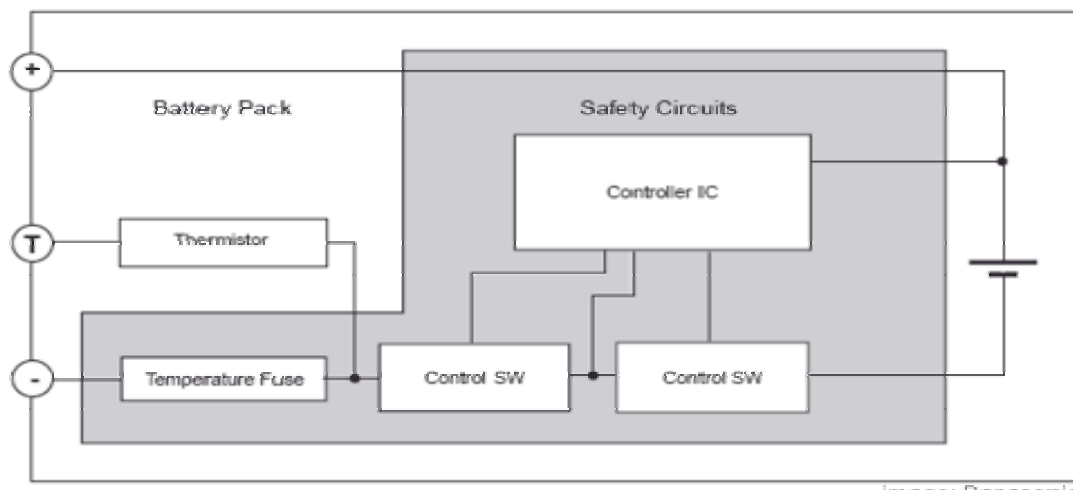 +
Battery Pack
Safety Circuits
Controller IC
T
Thermistor
-
Temperature Fuse
Control SW
Control SW